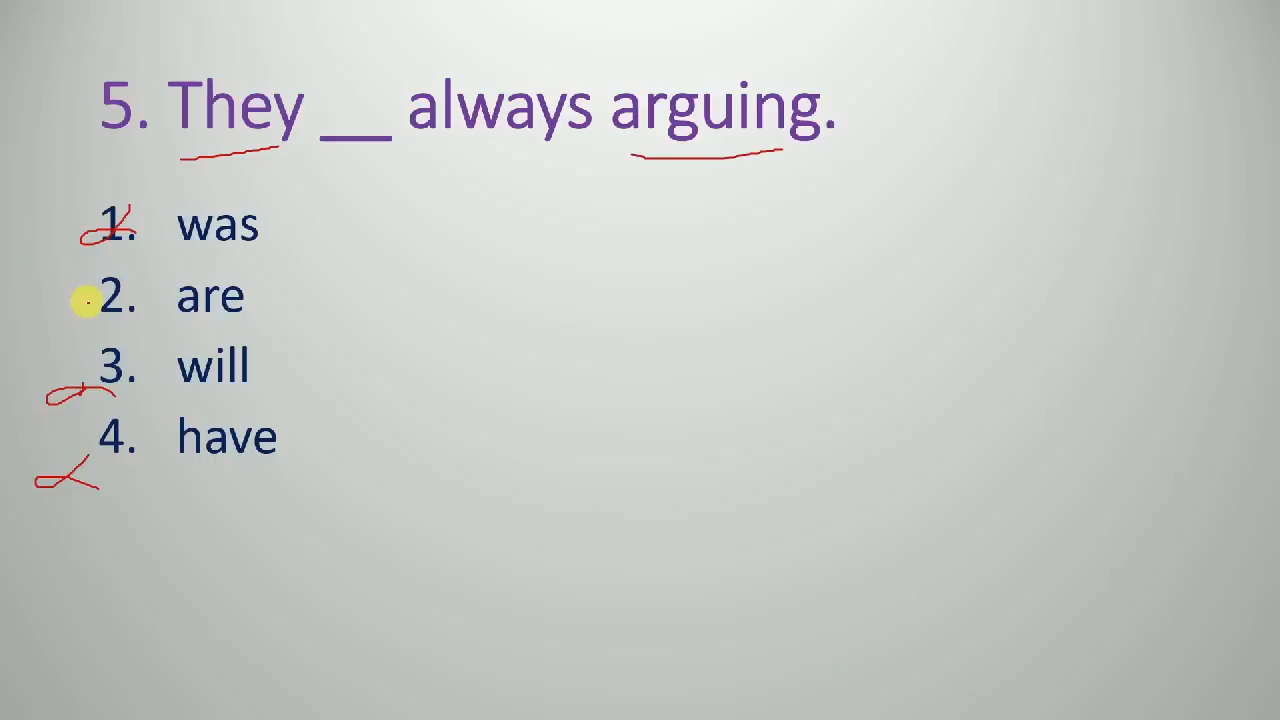 5. They __ always arguing.
1. was
2. are
3. will
4. have